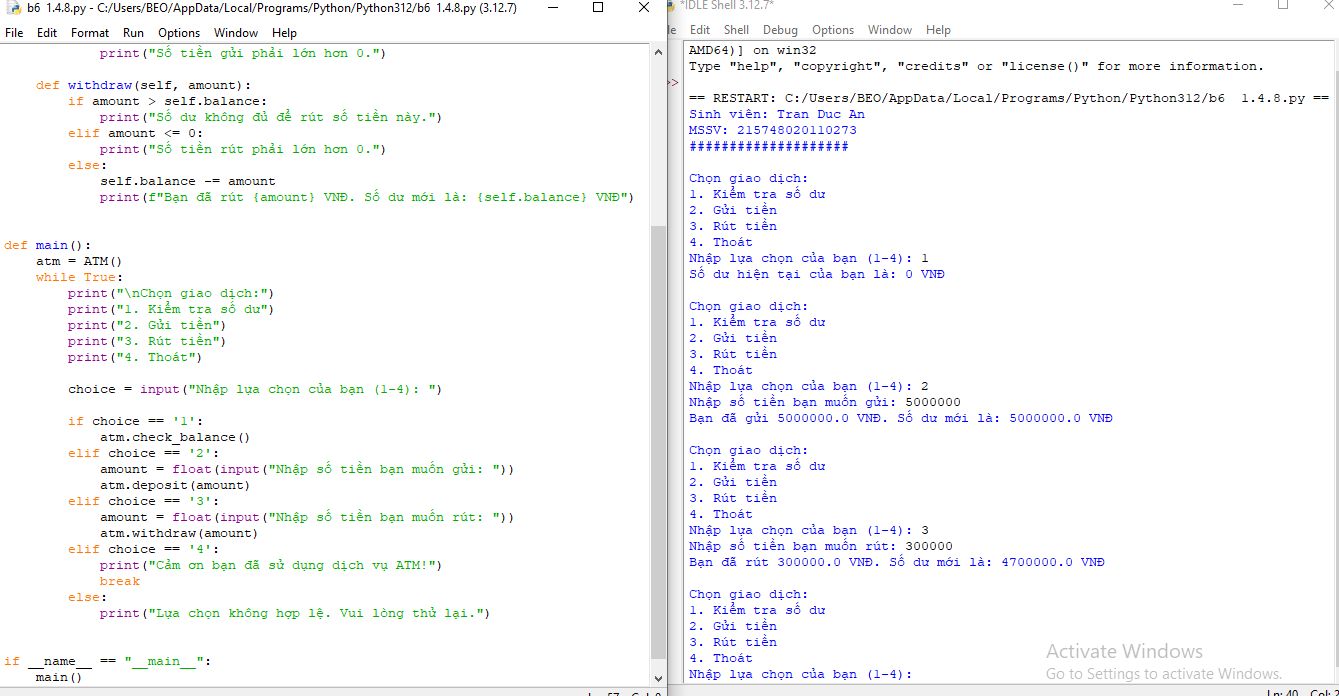 b6 1.4.8.py - C:/Users/BEO/AppData/Local/Programs/Python/Python312/b6 1.4.8.py (3.12.7)
File Edit Format Run Options Window Help
print("Số tiền gửi phải lớn hơn 0.")
def withdraw(self, amount):
if amount > self.balance:
print("Số dư không đủ để rút số tiền này.")
elif amount <= 0:
print("Số tiền rút phải lớn hơn 0.")
else:
self.balance -= amount
print(f"Bạn đã rút {amount} VNĐ. Số dư mới là: {self.balance} VNĐ")
def main():
atm = ATM()
while True:
print("\nChọn giao dịch:")
print("1. Kiểm tra số dư")
print("2. Gửi tiền")
print("3. Rút tiền")
print("4. Thoát")
choice = input("Nhập lựa chọn của bạn (1-4): ")
if choice == '1':
atm.check_balance()
elif choice == '2':
amount = float(input("Nhập số tiền bạn muốn gửi: "))
atm.deposit(amount)
elif choice == '3':
amount = float(input("Nhập số tiền bạn muốn rút: "))
atm.withdraw(amount)
elif choice == '4':
print("Cảm ơn bạn đã sử dụng dịch vụ ATM!")
break
else:
print("Lựa chọn không hợp lệ. Vui lòng thử lại.")
if __name__ == "__main__":
main()
*IDLE Shell 3.12.7*
Edit Shell Debug Options Window Help
AMD64)] on win32
Type "help", "copyright", "credits" or "license()" for more information.
== RESTART: C:/Users/BEO/AppData/Local/Programs/Python/Python312/b6  1.4.8.py ==
Sinh viên: Tran Duc An
MSSV: 215748020110273
####################
Chọn giao dịch:
1. Kiểm tra số dư
2. Gửi tiền
3. Rút tiền
4. Thoát
Nhập lựa chọn của bạn (1-4): 1
Số dư hiện tại của bạn là: 0 VNĐ
Chọn giao dịch:
1. Kiểm tra số dư
2. Gửi tiền
3. Rút tiền
4. Thoát
Nhập lựa chọn của bạn (1-4): 2
Nhập số tiền bạn muốn gửi: 5000000
Bạn đã gửi 5000000.0 VNĐ. Số dư mới là: 5000000.0 VNĐ
Chọn giao dịch:
1. Kiểm tra số dư
2. Gửi tiền
3. Rút tiền
4. Thoát
Nhập lựa chọn của bạn (1-4): 3
Nhập số tiền bạn muốn rút: 300000
Bạn đã rút 300000.0 VNĐ. Số dư mới là: 4700000.0 VNĐ
Chọn giao dịch:
1. Kiểm tra số dư
2. Gửi tiền
3. Rút tiền
4. Thoát
Nhập lựa chọn của bạn (1-4):
Activate Windows
Go to Settings to activate Windows.